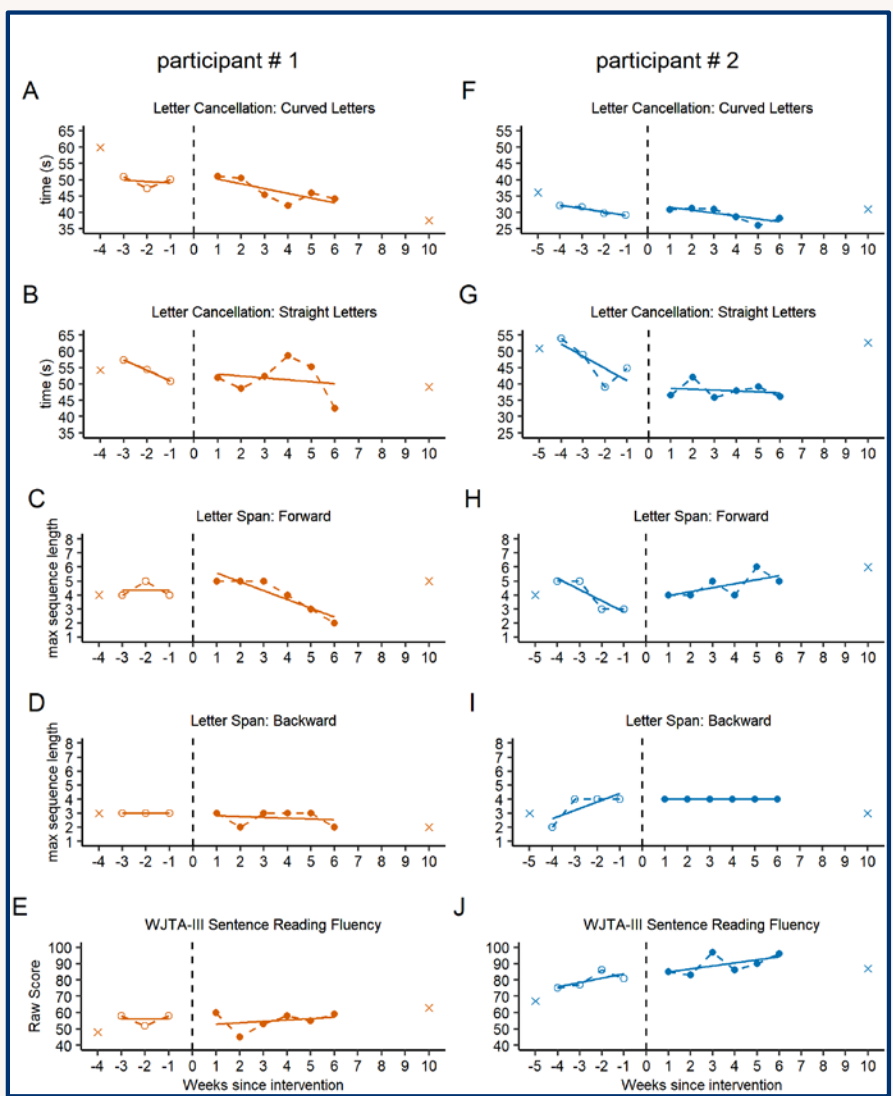 participant # 1
participant # 2
A
Letter Cancellation: Curved Letters
time (s)
65
60
55
50
45
40
35
-4 -3 -2 -1 0 1 2 3 4 5 6 7 8 9 10
B
Letter Cancellation: Straight Letters
time (s)
65
60
55
50
45
40
35
-4 -3 -2 -1 0 1 2 3 4 5 6 7 8 9 10
C
Letter Span: Forward
max sequence length
8
7
6
5
4
3
2
1
-4 -3 -2 -1 0 1 2 3 4 5 6 7 8 9 10
D
Letter Span: Backward
max sequence length
8
7
6
5
4
3
2
1
-4 -3 -2 -1 0 1 2 3 4 5 6 7 8 9 10
E
WJTA-III Sentence Reading Fluency
Raw Score
100
90
80
70
60
50
40
-4 -3 -2 -1 0 1 2 3 4 5 6 7 8 9 10
Weeks since intervention
F
Letter Cancellation: Curved Letters
55
50
45
40
35
30
25
-5 -4 -3 -2 -1 0 1 2 3 4 5 6 7 8 9 10
G
Letter Cancellation: Straight Letters
55
50
45
40
35
30
25
-5 -4 -3 -2 -1 0 1 2 3 4 5 6 7 8 9 10
H
Letter Span: Forward
8
7
6
5
4
3
2
1
-5 -4 -3 -2 -1 0 1 2 3 4 5 6 7 8 9 10
I
Letter Span: Backward
8
7
6
5
4
3
2
1
-5 -4 -3 -2 -1 0 1 2 3 4 5 6 7 8 9 10
J
WJTA-III Sentence Reading Fluency
100
90
80
70
60
50
40
-5 -4 -3 -2 -1 0 1 2 3 4 5 6 7 8 9 10
Weeks since intervention